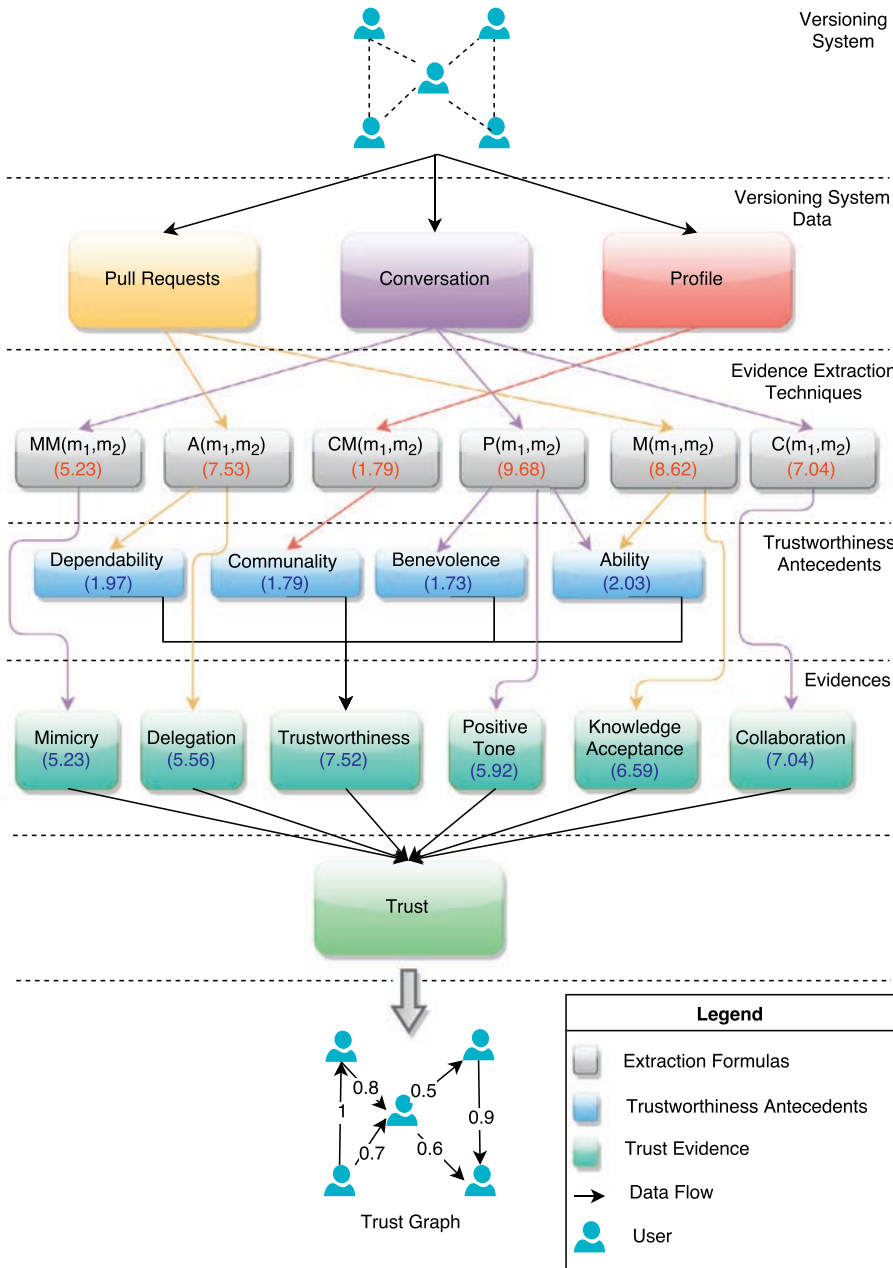 Versioning
System
Versioning System
Data
Pull Requests
Conversation
Profile
Evidence Extraction
Techniques
MM(m₁,m₂)
(5.23)
A(m₁,m₂)
(7.53)
CM(m₁,m₂)
(1.79)
P(m₁,m₂)
(9.68)
M(m₁,m₂)
(8.62)
C(m₁,m₂)
(7.04)
Trustworthiness
Antecedents
Dependability
(1.97)
Communality
(1.79)
Benevolence
(1.73)
Ability
(2.03)
Evidences
Mimicry
(5.23)
Delegation
(5.56)
Trustworthiness
(7.52)
Positive
Tone
(5.92)
Knowledge
Acceptance
(6.59)
Collaboration
(7.04)
Trust
0.8
0.5
1
0.9
0.7
0.6
Trust Graph
Legend
Extraction Formulas
Trustworthiness Antecedents
Trust Evidence
Data Flow
User